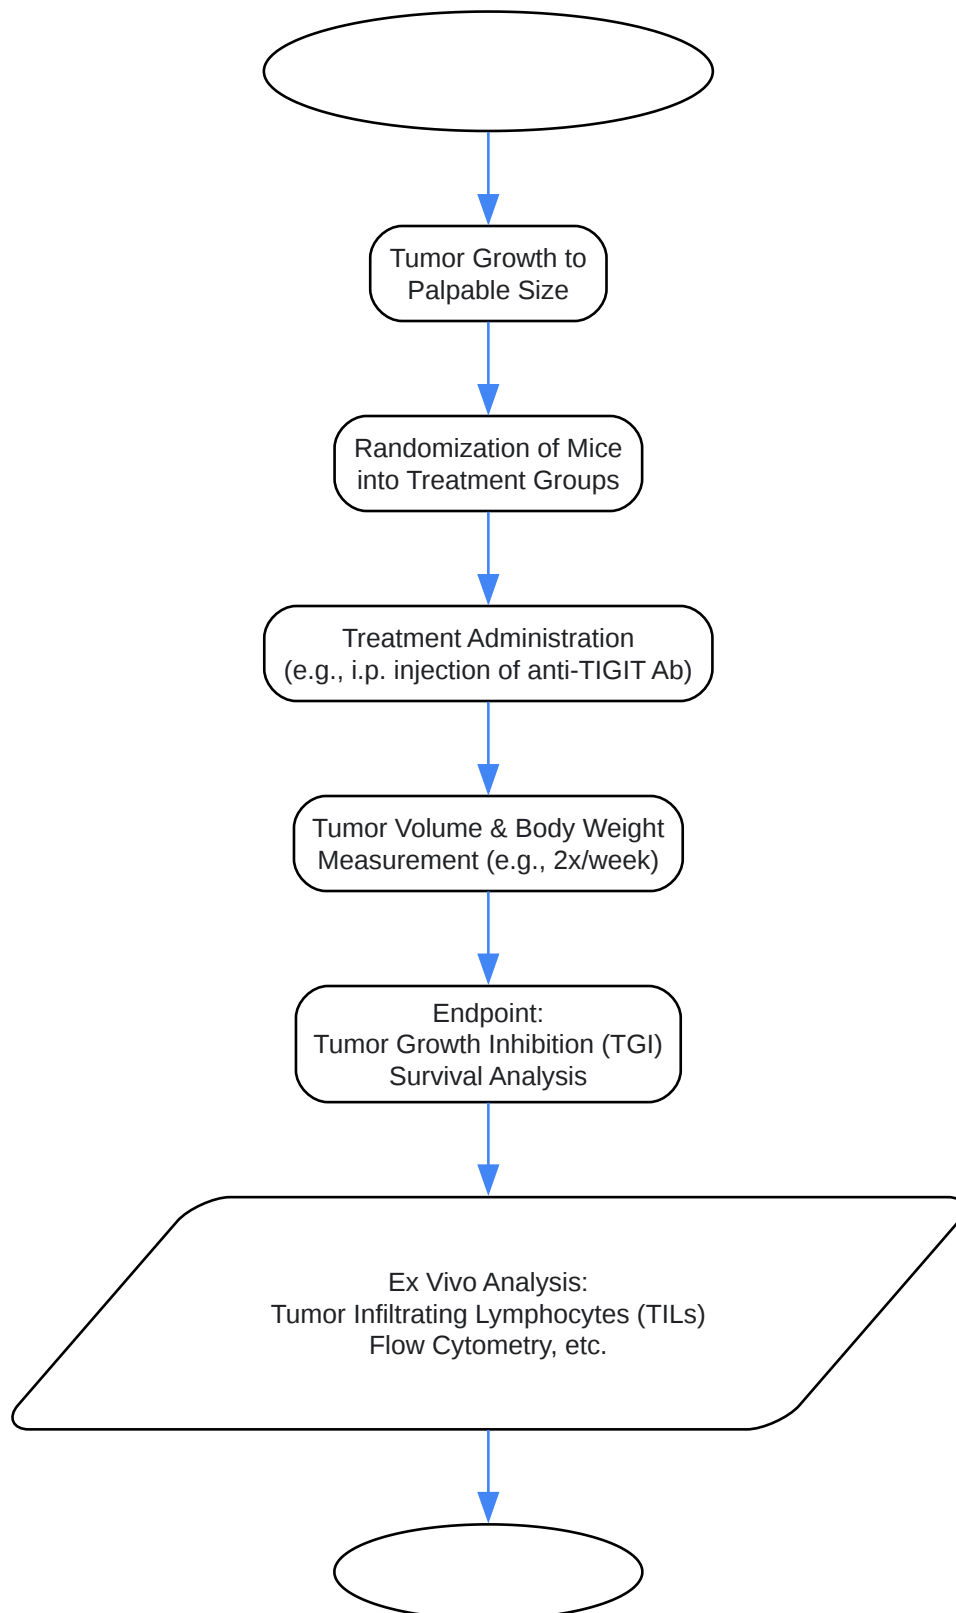 Tumor Growth to
Palpable Size
Randomization of Mice
into Treatment Groups
Treatment Administration
(e.g., i.p. injection of anti-TIGIT Ab)
Tumor Volume & Body Weight
Measurement (e.g., 2x/week)
Endpoint:
Tumor Growth Inhibition (TGI)
Survival Analysis
Ex Vivo Analysis:
Tumor Infiltrating Lymphocytes (TILs)
Flow Cytometry, etc.